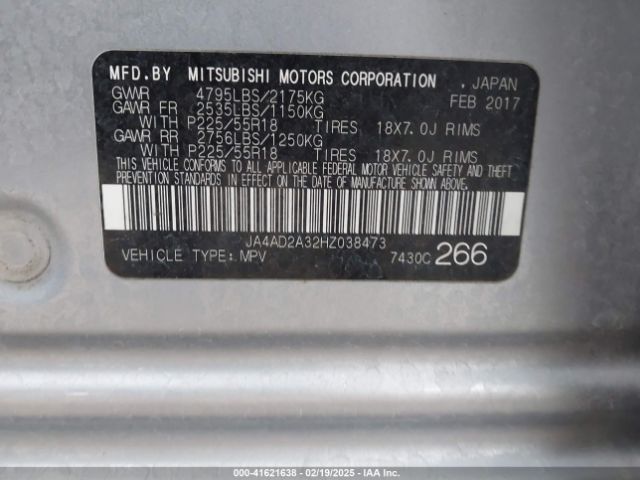 MFD.BY MITSUBISHI MOTORS CORPORATION , JAPAN
GVWR 4795LBS/2175KG FEB 2017
GAWR FR 2535LBS/1150KG
WITH P225/55R18 TIRES 18X7.0J RIMS
GAWR RR 2756LBS/1250KG
WITH P225/55R18 TIRES 18X7.0J RIMS
THIS VEHICLE CONFORMS TO ALL APPLICABLE FEDERAL MOTOR VEHICLE SAFETY AND THEFT
PREVENTION STANDARDS IN EFFECT ON THE DATE OF MANUFACTURE SHOWN ABOVE.
JA4AD2A32HZ038473
VEHICLE TYPE: MPV 7430C 266
000-41621638 - 02/19/2025 - IAA Inc.